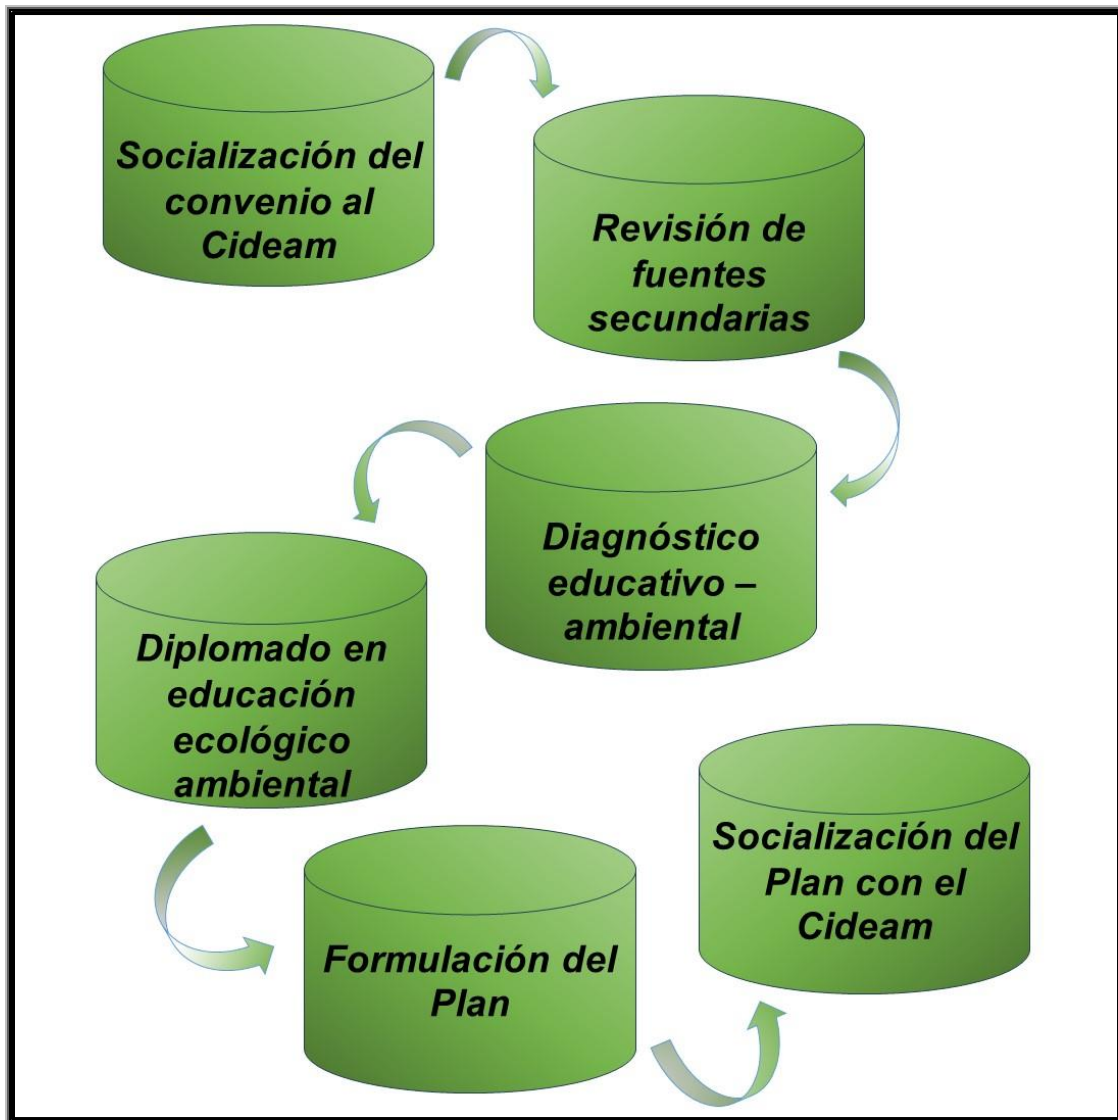 Socialización del
convenio al
Cideam
Revisión de
fuentes
secundarias
Diagnóstico
educativo –
ambiental
Diplomado en
educación
ecológico
ambiental
Formulación del
Plan
Socialización del
Plan con el
Cideam